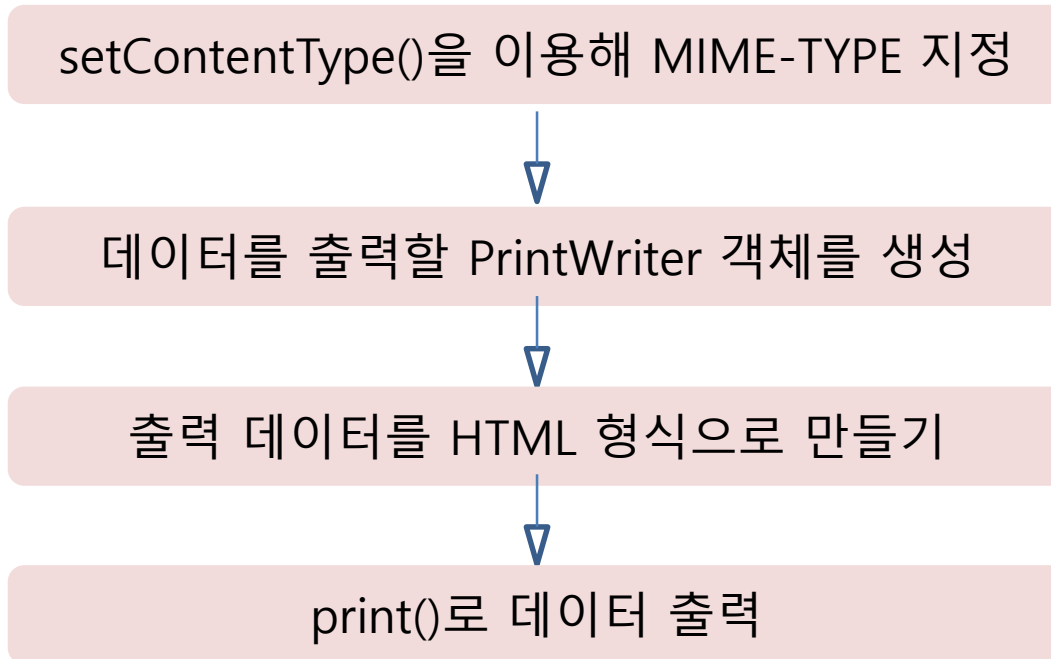 setContentType()을 이용해 MIME-TYPE 지정
데이터를 출력할 PrintWriter 객체를 생성
출력 데이터를 HTML 형식으로 만들기
print()로 데이터 출력